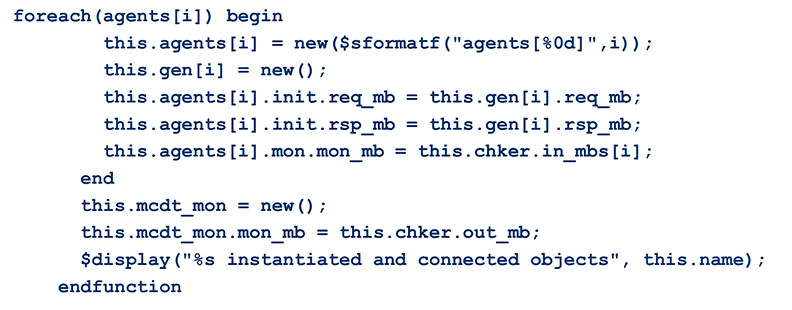 foreach(agents[i]) begin
this.agents[i] = new($sformatf("agents[%0d]",i));
this.gen[i] = new();
this.agents[i].init.req_mb = this.gen[i].req_mb;
this.agents[i].init.rsp_mb = this.gen[i].rsp_mb;
this.agents[i].mon.mon_mb = this.chker.in_mbs[i];
end
this.mcdt_mon = new();
this.mcdt_mon.mon_mb = this.chker.out_mb;
$display("%s instantiated and connected objects", this.name);
endfunction